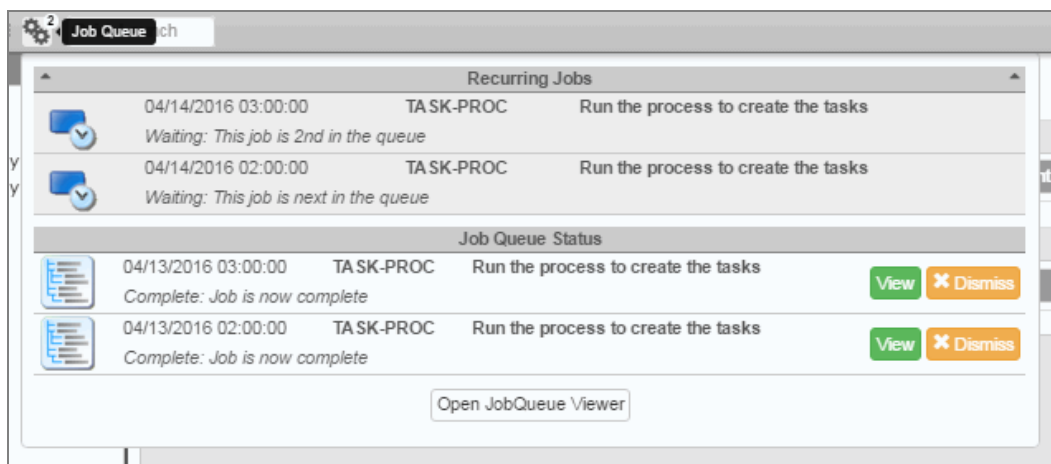 2
Job Queue
ch
Recurring Jobs
04/14/2016 03:00:00 TASK-PROC Run the process to create the tasks
Waiting: This job is 2nd in the queue
04/14/2016 02:00:00 TASK-PROC Run the process to create the tasks
Waiting: This job is next in the queue
Job Queue Status
04/13/2016 03:00:00 TASK-PROC Run the process to create the tasks
Complete: Job is now complete
View Dismiss
04/13/2016 02:00:00 TASK-PROC Run the process to create the tasks
Complete: Job is now complete
View Dismiss
Open JobQueue Viewer
y
y
nt